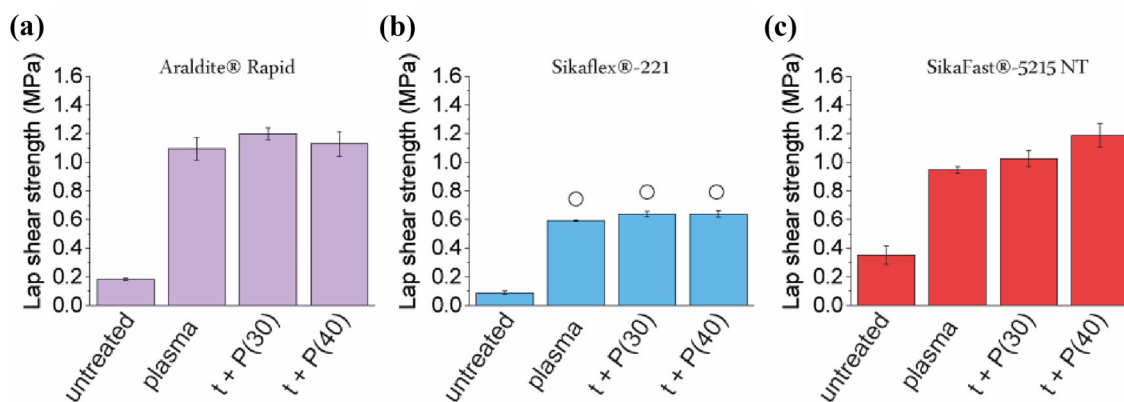 (a)
Araldite® Rapid
Lap shear strength (MPa)
1.6
1.4
1.2
1.0
0.8
0.6
0.4
0.2
0.0
untreated
plasma
t + P(30)
t + P(40)
(b)
Sikaflex®-221
Lap shear strength (MPa)
1.6
1.4
1.2
1.0
0.8
0.6
0.4
0.2
0.0
untreated
plasma
t + P(30)
t + P(40)
(c)
SikaFast®-5215 NT
Lap shear strength (MPa)
1.6
1.4
1.2
1.0
0.8
0.6
0.4
0.2
0.0
untreated
plasma
t + P(30)
t + P(40)